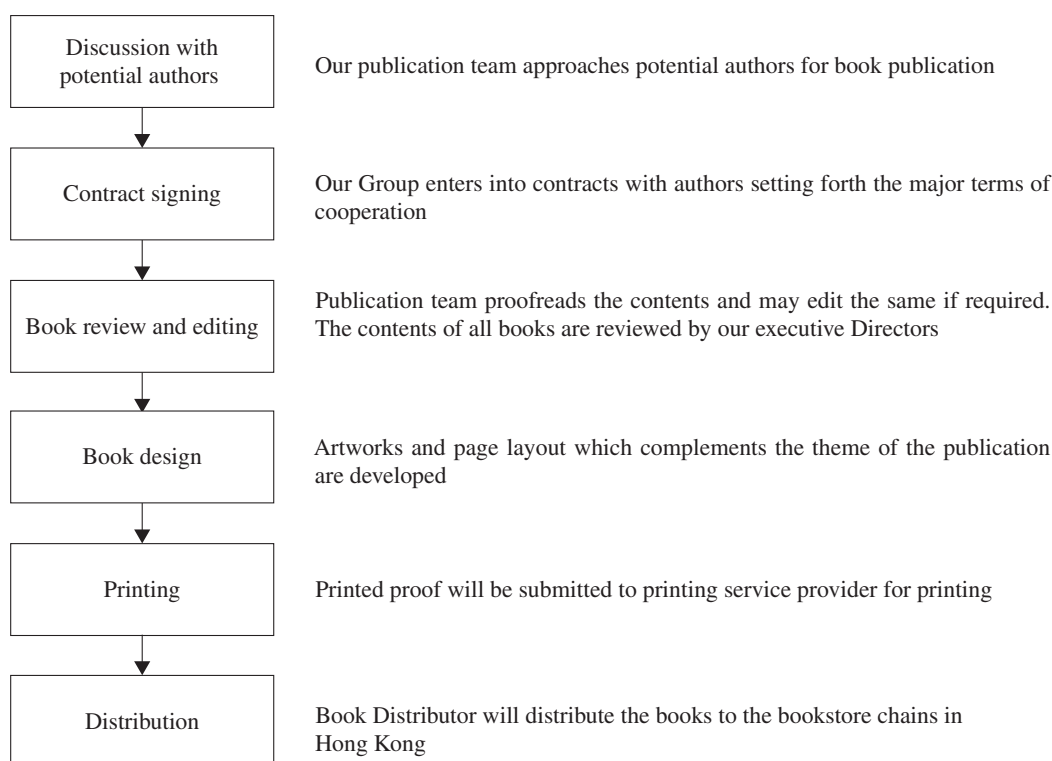 Discussion with
potential authors
Our publication team approaches potential authors for book publication
Contract signing
Our Group enters into contracts with authors setting forth the major terms of
cooperation
Book review and editing
Publication team proofreads the contents and may edit the same if required.
The contents of all books are reviewed by our executive Directors
Book design
Artworks and page layout which complements the theme of the publication
are developed
Printing
Printed proof will be submitted to printing service provider for printing
Distribution
Book Distributor will distribute the books to the bookstore chains in
Hong Kong